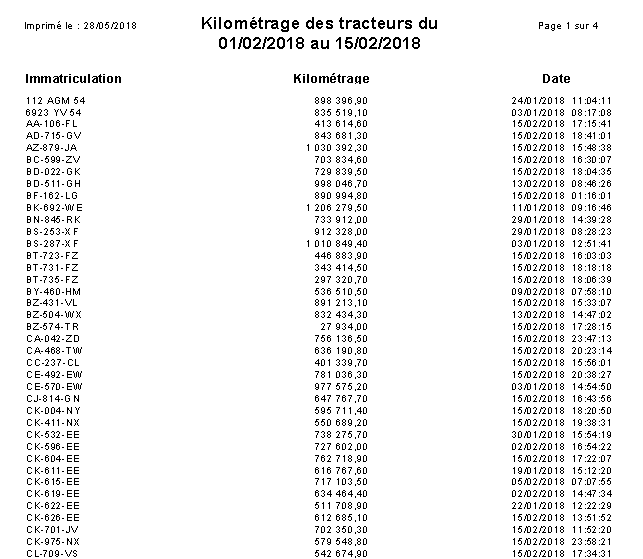 Imprimé le : 28/05/2018 Kilométrage des tracteurs du Page 1 sur 4
01/02/2018 au 15/02/2018
Immatriculation Kilométrage Date
112 AGM 54 898 396,90 24/01/2018 11:04:11
6923 YV 54 835 519,10 03/01/2018 08:17:08
AA-106-FL 413 614,60 15/02/2018 17:15:41
AD-715-GV 843 681,30 15/02/2018 18:41:01
AZ-879-JA 1 030 392,30 15/02/2018 15:48:38
BC-599-ZV 703 834,60 15/02/2018 16:30:07
BD-022-GK 729 839,50 15/02/2018 18:04:35
BD-511-GH 998 046,70 13/02/2018 08:46:26
BF-162-LG 890 994,80 15/02/2018 01:16:01
BK-692-WE 1 206 279,50 11/01/2018 09:16:46
BN-845-RK 733 912,00 29/01/2018 14:39:28
BS-253-XF 912 328,00 29/01/2018 08:28:23
BS-287-XF 1 010 849,40 03/01/2018 12:51:41
BT-723-FZ 446 883,90 15/02/2018 16:03:03
BT-731-FZ 343 414,50 15/02/2018 18:18:18
BT-735-FZ 297 320,70 15/02/2018 18:06:39
BY-460-HM 536 510,50 09/02/2018 07:58:10
BZ-431-VL 891 213,10 15/02/2018 15:33:07
BZ-504-WX 832 434,30 13/02/2018 14:47:02
BZ-574-TR 27 934,00 15/02/2018 17:28:15
CA-042-ZD 756 136,50 15/02/2018 23:47:13
CA-468-TW 636 190,80 15/02/2018 20:23:14
CC-237-CL 401 339,70 15/02/2018 15:56:01
CE-492-EW 781 036,30 15/02/2018 20:38:27
CE-570-EW 977 575,20 03/01/2018 14:54:50
CJ-814-GN 647 767,70 15/02/2018 16:43:56
CK-004-NY 595 711,40 15/02/2018 18:20:50
CK-411-NX 550 689,20 15/02/2018 19:38:31
CK-532-EE 738 275,70 30/01/2018 15:54:19
CK-596-EE 727 602,00 02/02/2018 16:54:22
CK-604-EE 762 718,90 15/02/2018 17:22:07
CK-611-EE 616 767,60 19/01/2018 15:12:20
CK-615-EE 717 103,50 05/02/2018 07:07:55
CK-619-EE 634 464,40 02/02/2018 14:47:34
CK-622-EE 511 708,90 22/01/2018 12:22:29
CK-626-EE 612 685,10 15/02/2018 13:51:52
CK-701-JV 702 350,30 15/02/2018 11:52:20
CK-975-NX 579 548,80 15/02/2018 23:58:21
CL-709-VS 542 674,90 15/02/2018 17:34:31